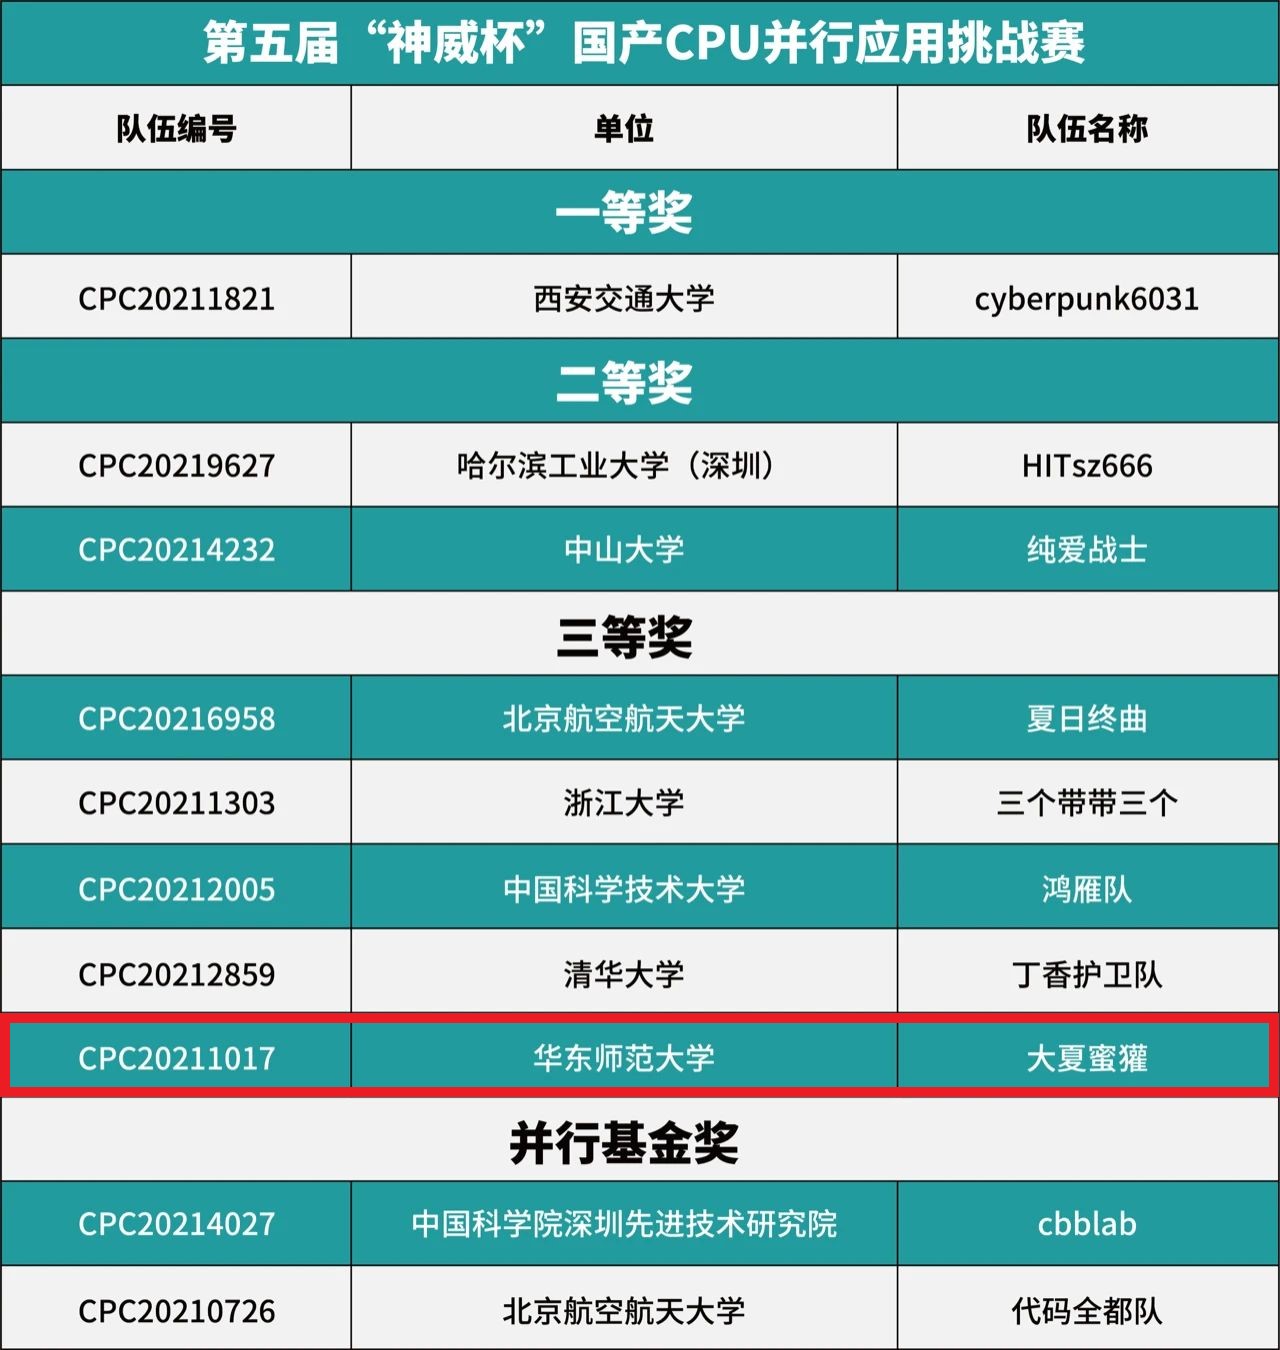 第五届“神威杯”国产CPU并行应用挑战赛
队伍编号 单位 队伍名称
一等奖
CPC20211821 西安交通大学 cyberpunk6031
二等奖
CPC20219627 哈尔滨工业大学（深圳） HITsz666
CPC20214232 中山大学 纯爱战士
三等奖
CPC20216958 北京航空航天大学 夏日终曲
CPC20211303 浙江大学 三个带带三个
CPC20212005 中国科学技术大学 鸿雁队
CPC20212859 清华大学 丁香护卫队
CPC20211017 华东师范大学 大夏蜜獾
并行基金奖
CPC20214027 中国科学院深圳先进技术研究院 cbblab
CPC20210726 北京航空航天大学 代码全都队